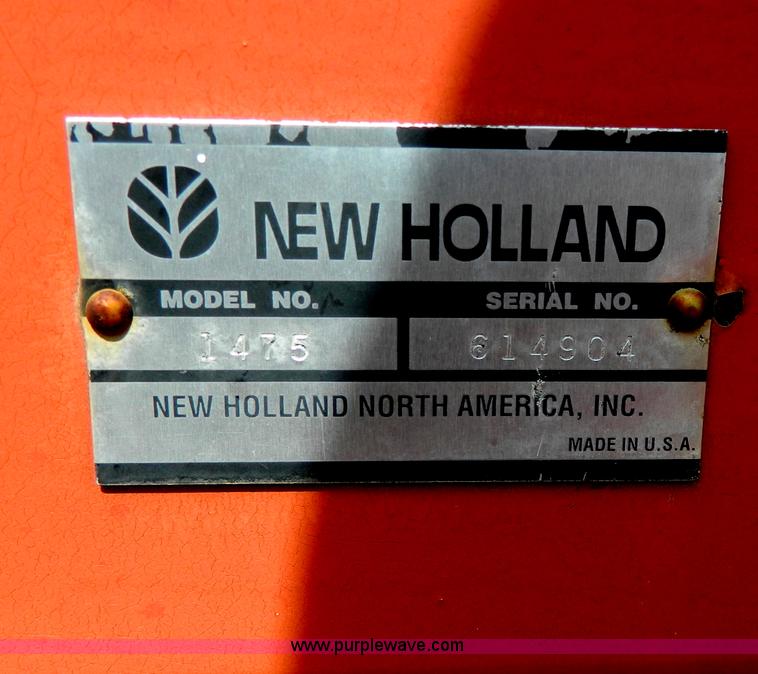 NEW HOLLAND
MODEL NO. SERIAL NO.
1475 614904
NEW HOLLAND NORTH AMERICA, INC.
MADE IN U.S.A.
www.purplewave.com